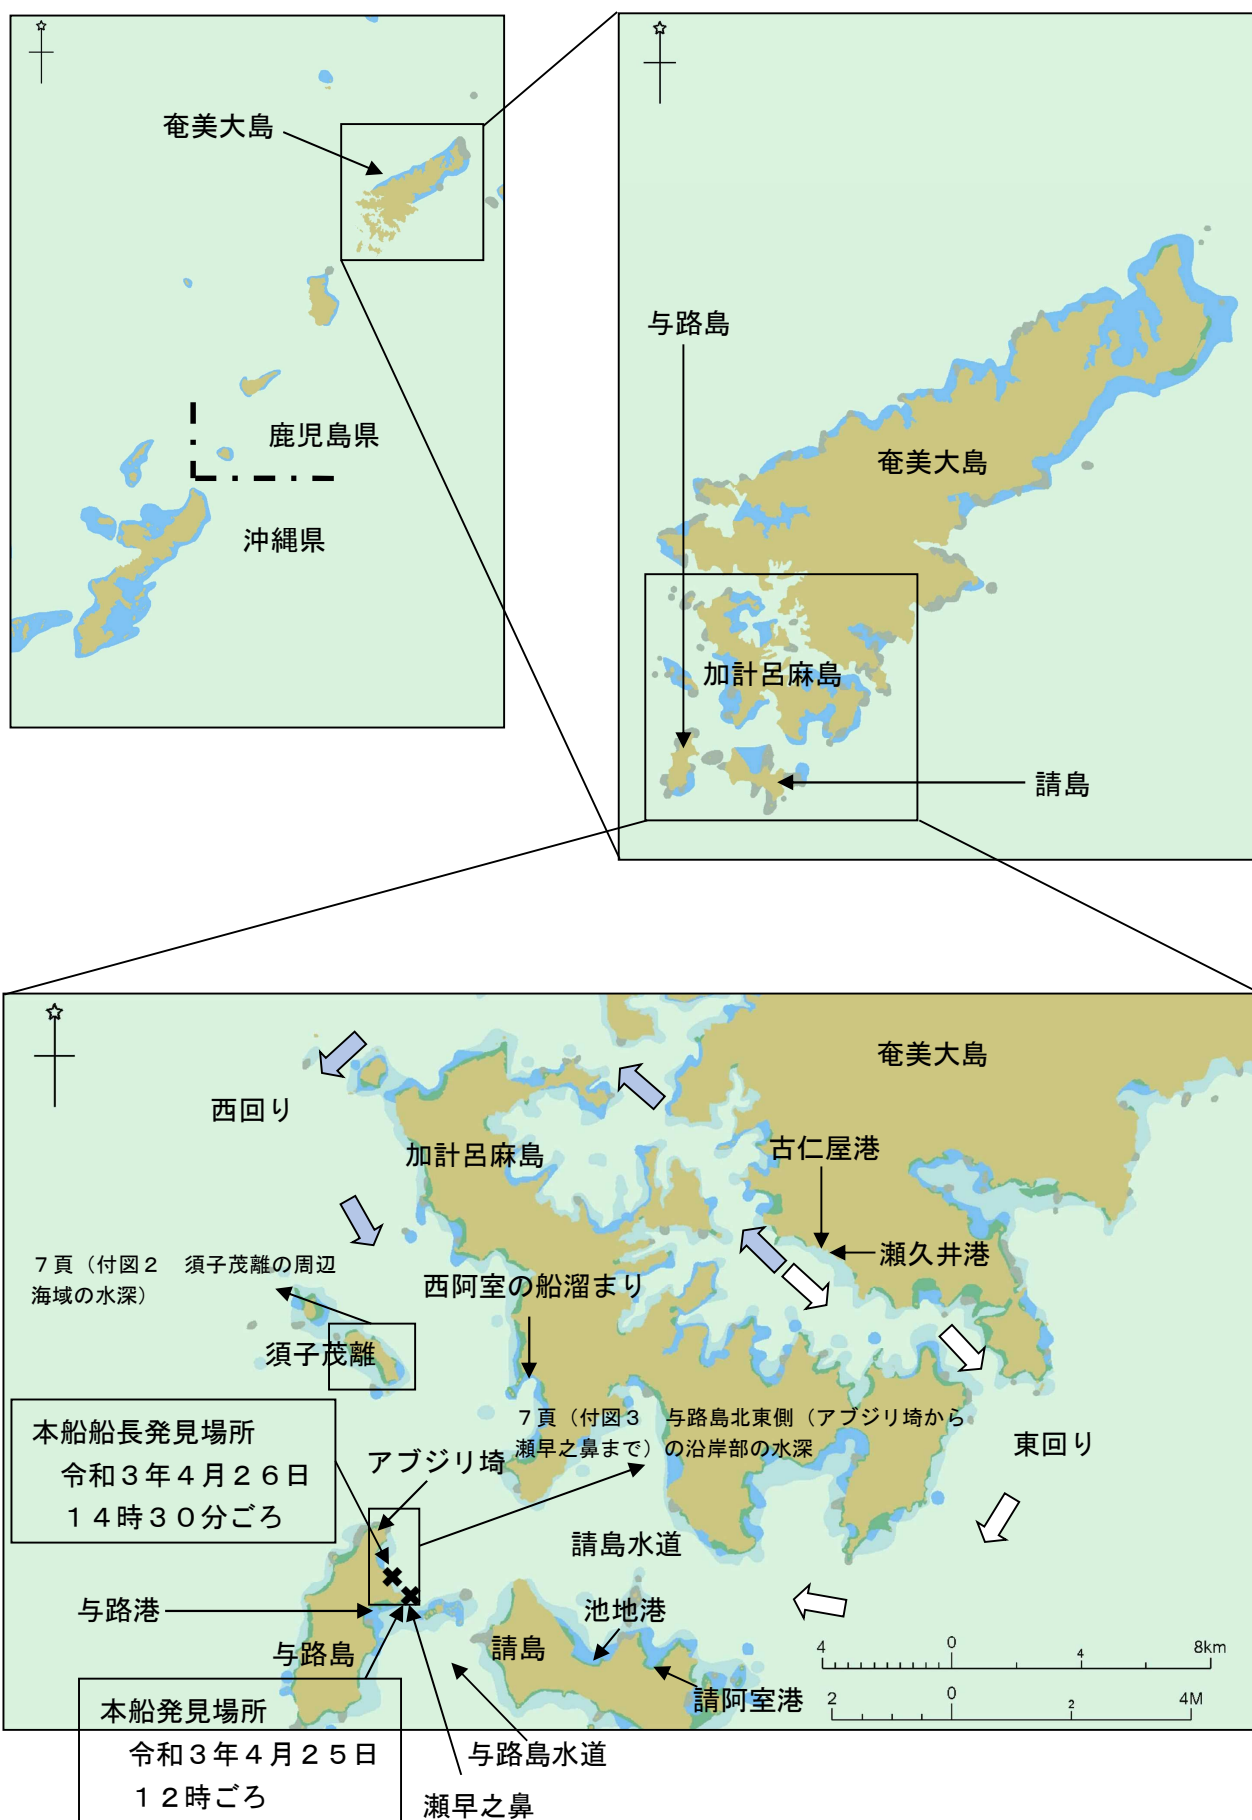 奄美大島
鹿児島県
沖縄県
与路島
奄美大島
加計呂麻島
請島
奄美大島
西回り
加計呂麻島
古仁屋港
瀬久井港
7頁（付図2　須子茂離の周辺
海域の水深）
西阿室の船溜まり
須子茂離
本船船長発見場所
令和3年4月26日
14時30分ごろ
7頁（付図3　与路島北東側（アブジリ埼から
瀬早之鼻まで）の沿岸部の水深
東回り
アブジリ埼
請島水道
与路港
池地港
与路島
請島
請阿室港
4 0 4 8km
2 0 2 4M
本船発見場所
令和3年4月25日
12時ごろ
与路島水道
瀬早之鼻